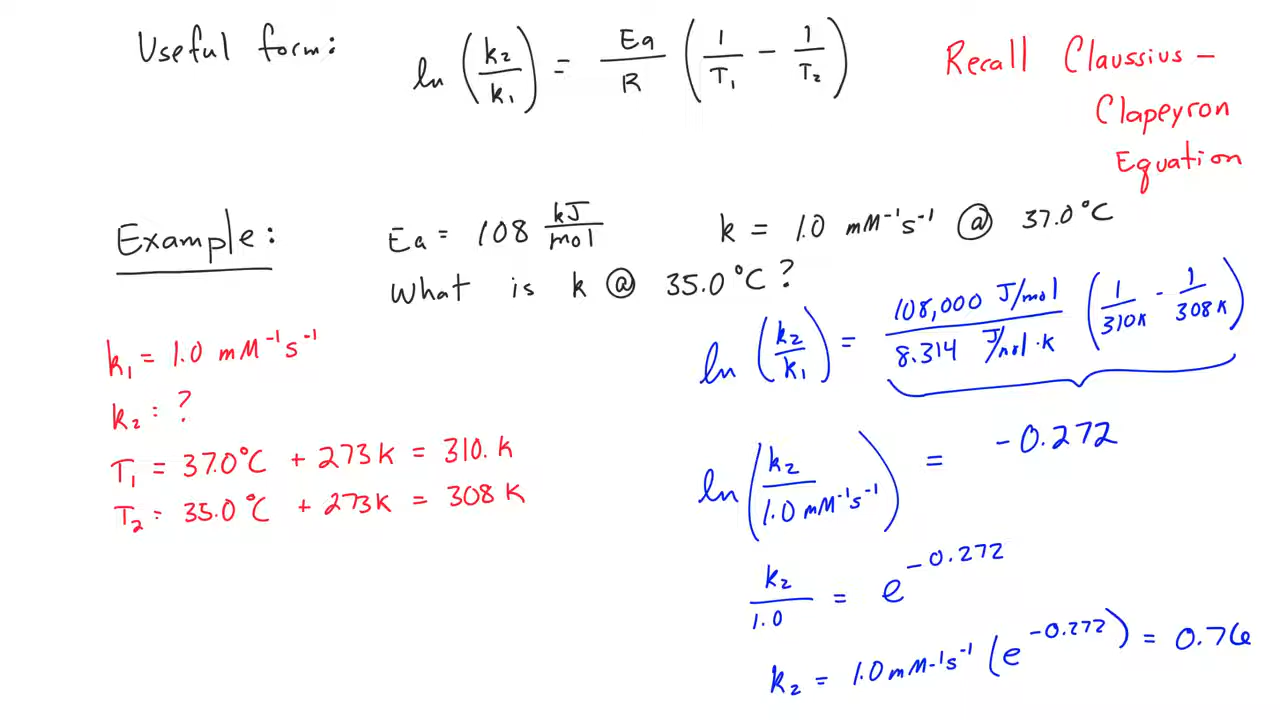 Useful form: ln (k₂/k₁) = Ea/R (1/T₁ − 1/T₂)
Recall Claussius −
Clapeyron
Equation
Example: Ea = 108 kJ/mol k = 1.0 mM⁻¹s⁻¹ @ 37.0°C
What is k @ 35.0°C?
k₁ = 1.0 mM⁻¹s⁻¹
k₂ = ?
T₁ = 37.0°C + 273K = 310. K
T₂ = 35.0°C + 273K = 308 K
ln (k₂/k₁) = 108,000 J/mol / 8.314 J/mol·K (1/310K − 1/308K)
ln (k₂/1.0 mM⁻¹s⁻¹) = −0.272
k₂/1.0 = e^−0.272
k₂ = 1.0 mM⁻¹s⁻¹ (e^−0.272) = 0.76